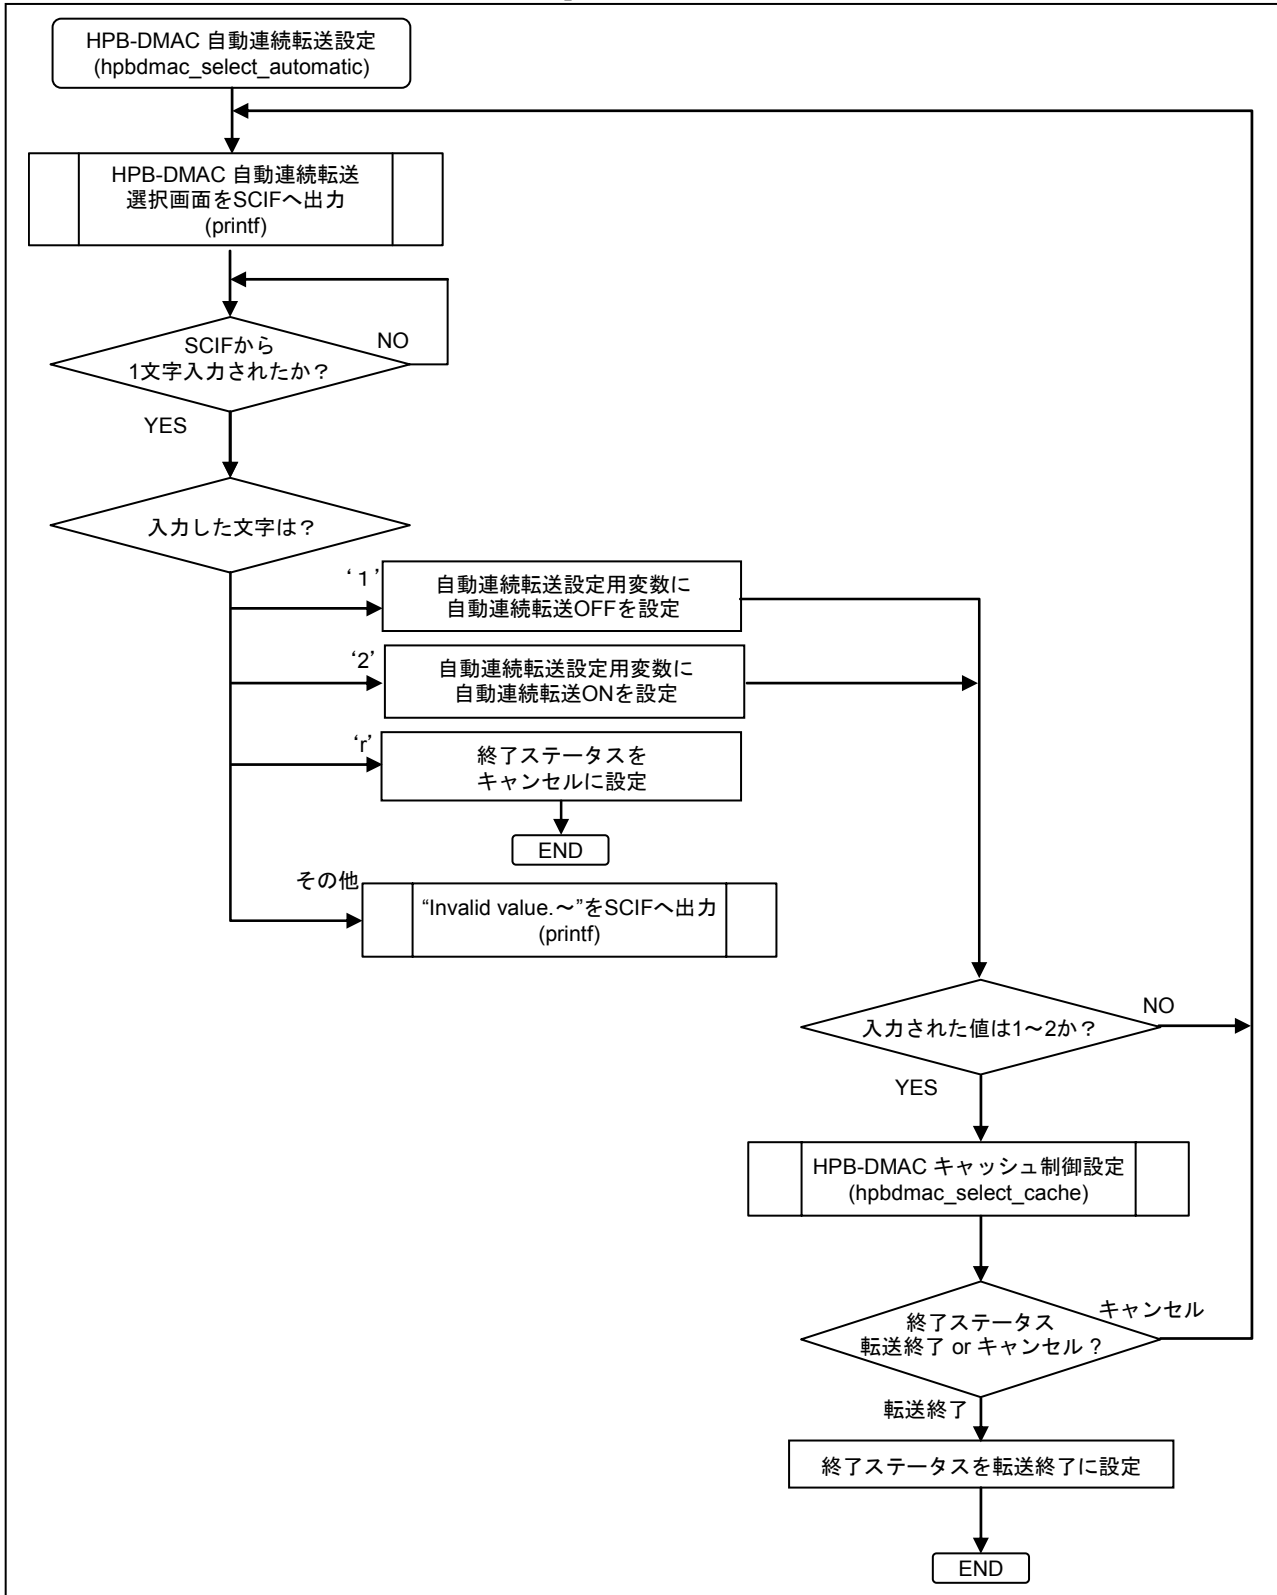 HPB-DMAC 自動連続転送設定
(hpbdmac_select_automatic)
HPB-DMAC 自動連続転送
選択画面をSCIFへ出力
(printf)
SCIFから
1文字入力されたか？
NO
YES
入力した文字は？
‘１’
自動連続転送設定用変数に
自動連続転送OFFを設定
‘2’
自動連続転送設定用変数に
自動連続転送ONを設定
‘r’
終了ステータスを
キャンセルに設定
END
その他
“Invalid value.～”をSCIFへ出力
(printf)
入力された値は1～2か？
NO
YES
HPB-DMAC キャッシュ制御設定
(hpbdmac_select_cache)
終了ステータス
転送終了 or キャンセル？
キャンセル
転送終了
終了ステータスを転送終了に設定
END